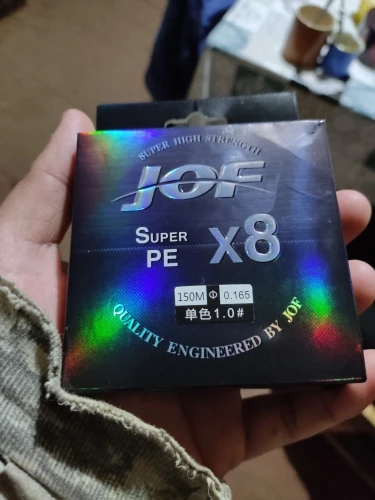 SUPER HIGH STRENGTH
JOF
SUPER
PE
X8
150M Φ 0.165
单色1.0#
QUALITY ENGINEERED BY JOF